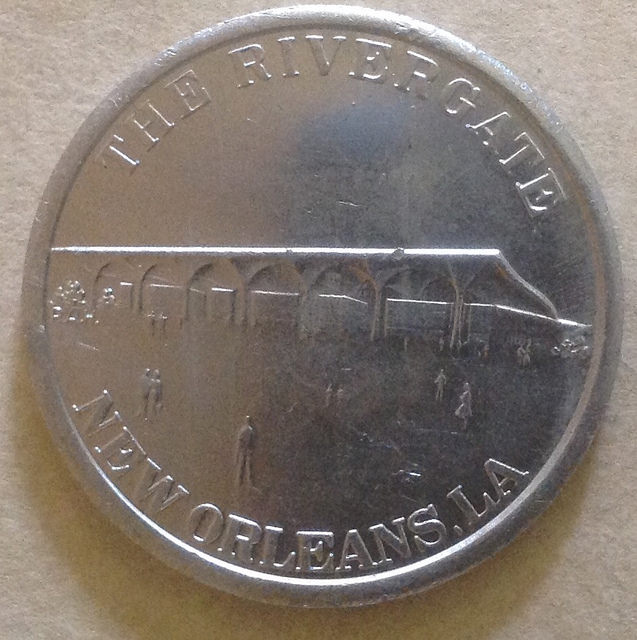 THE RIVERGATE
P.A.H.
NEW ORLEANS, LA